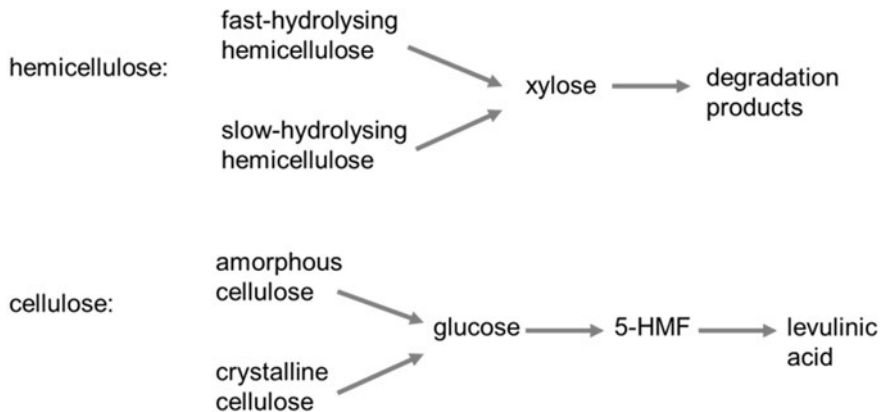 hemicellulose:
fast-hydrolysing
hemicellulose
slow-hydrolysing
hemicellulose
xylose
degradation
products
cellulose:
amorphous
cellulose
crystalline
cellulose
glucose
5-HMF
levulinic
acid